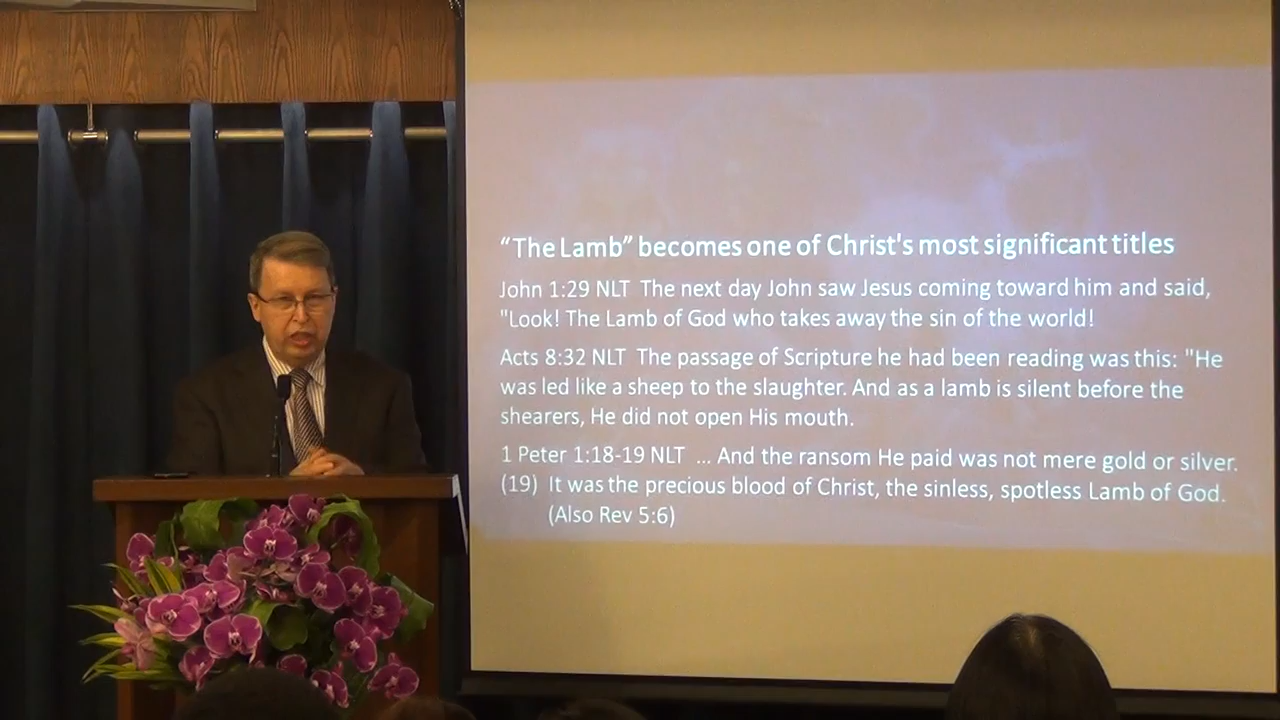 “The Lamb” becomes one of Christ's most significant titles
John 1:29 NLT The next day John saw Jesus coming toward him and said,
"Look! The Lamb of God who takes away the sin of the world!
Acts 8:32 NLT The passage of Scripture he had been reading was this: "He
was led like a sheep to the slaughter. And as a lamb is silent before the
shearers, He did not open His mouth.
1 Peter 1:18-19 NLT ... And the ransom He paid was not mere gold or silver.
(19) It was the precious blood of Christ, the sinless, spotless Lamb of God.
(Also Rev 5:6)